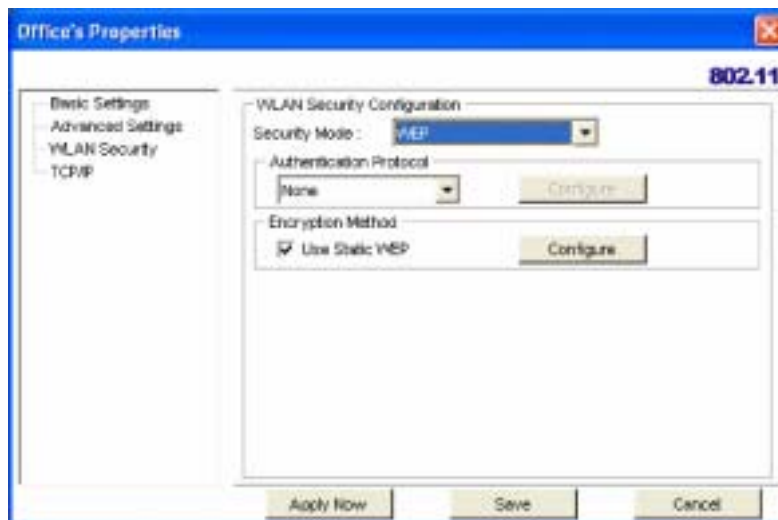 Office's Properties
802.11
Basic Settings
Advanced Settings
WLAN Security
TCP/IP
WLAN Security Configuration
Security Mode : WEP
Authentication Protocol
None Configure
Encryption Method
Use Static WEP Configure
Apply Now Save Cancel